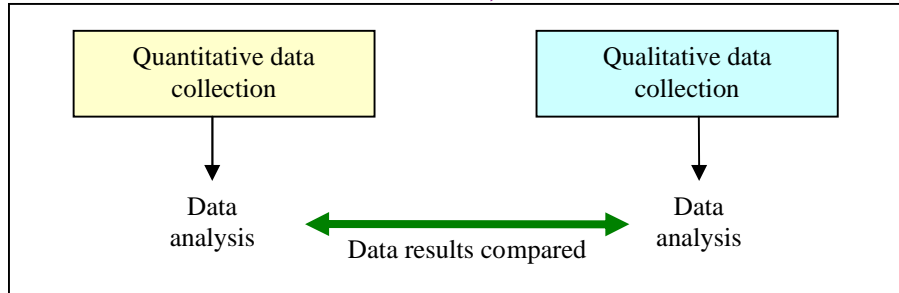 Quantitative data
collection
Qualitative data
collection
Data
analysis
Data
analysis
Data results compared